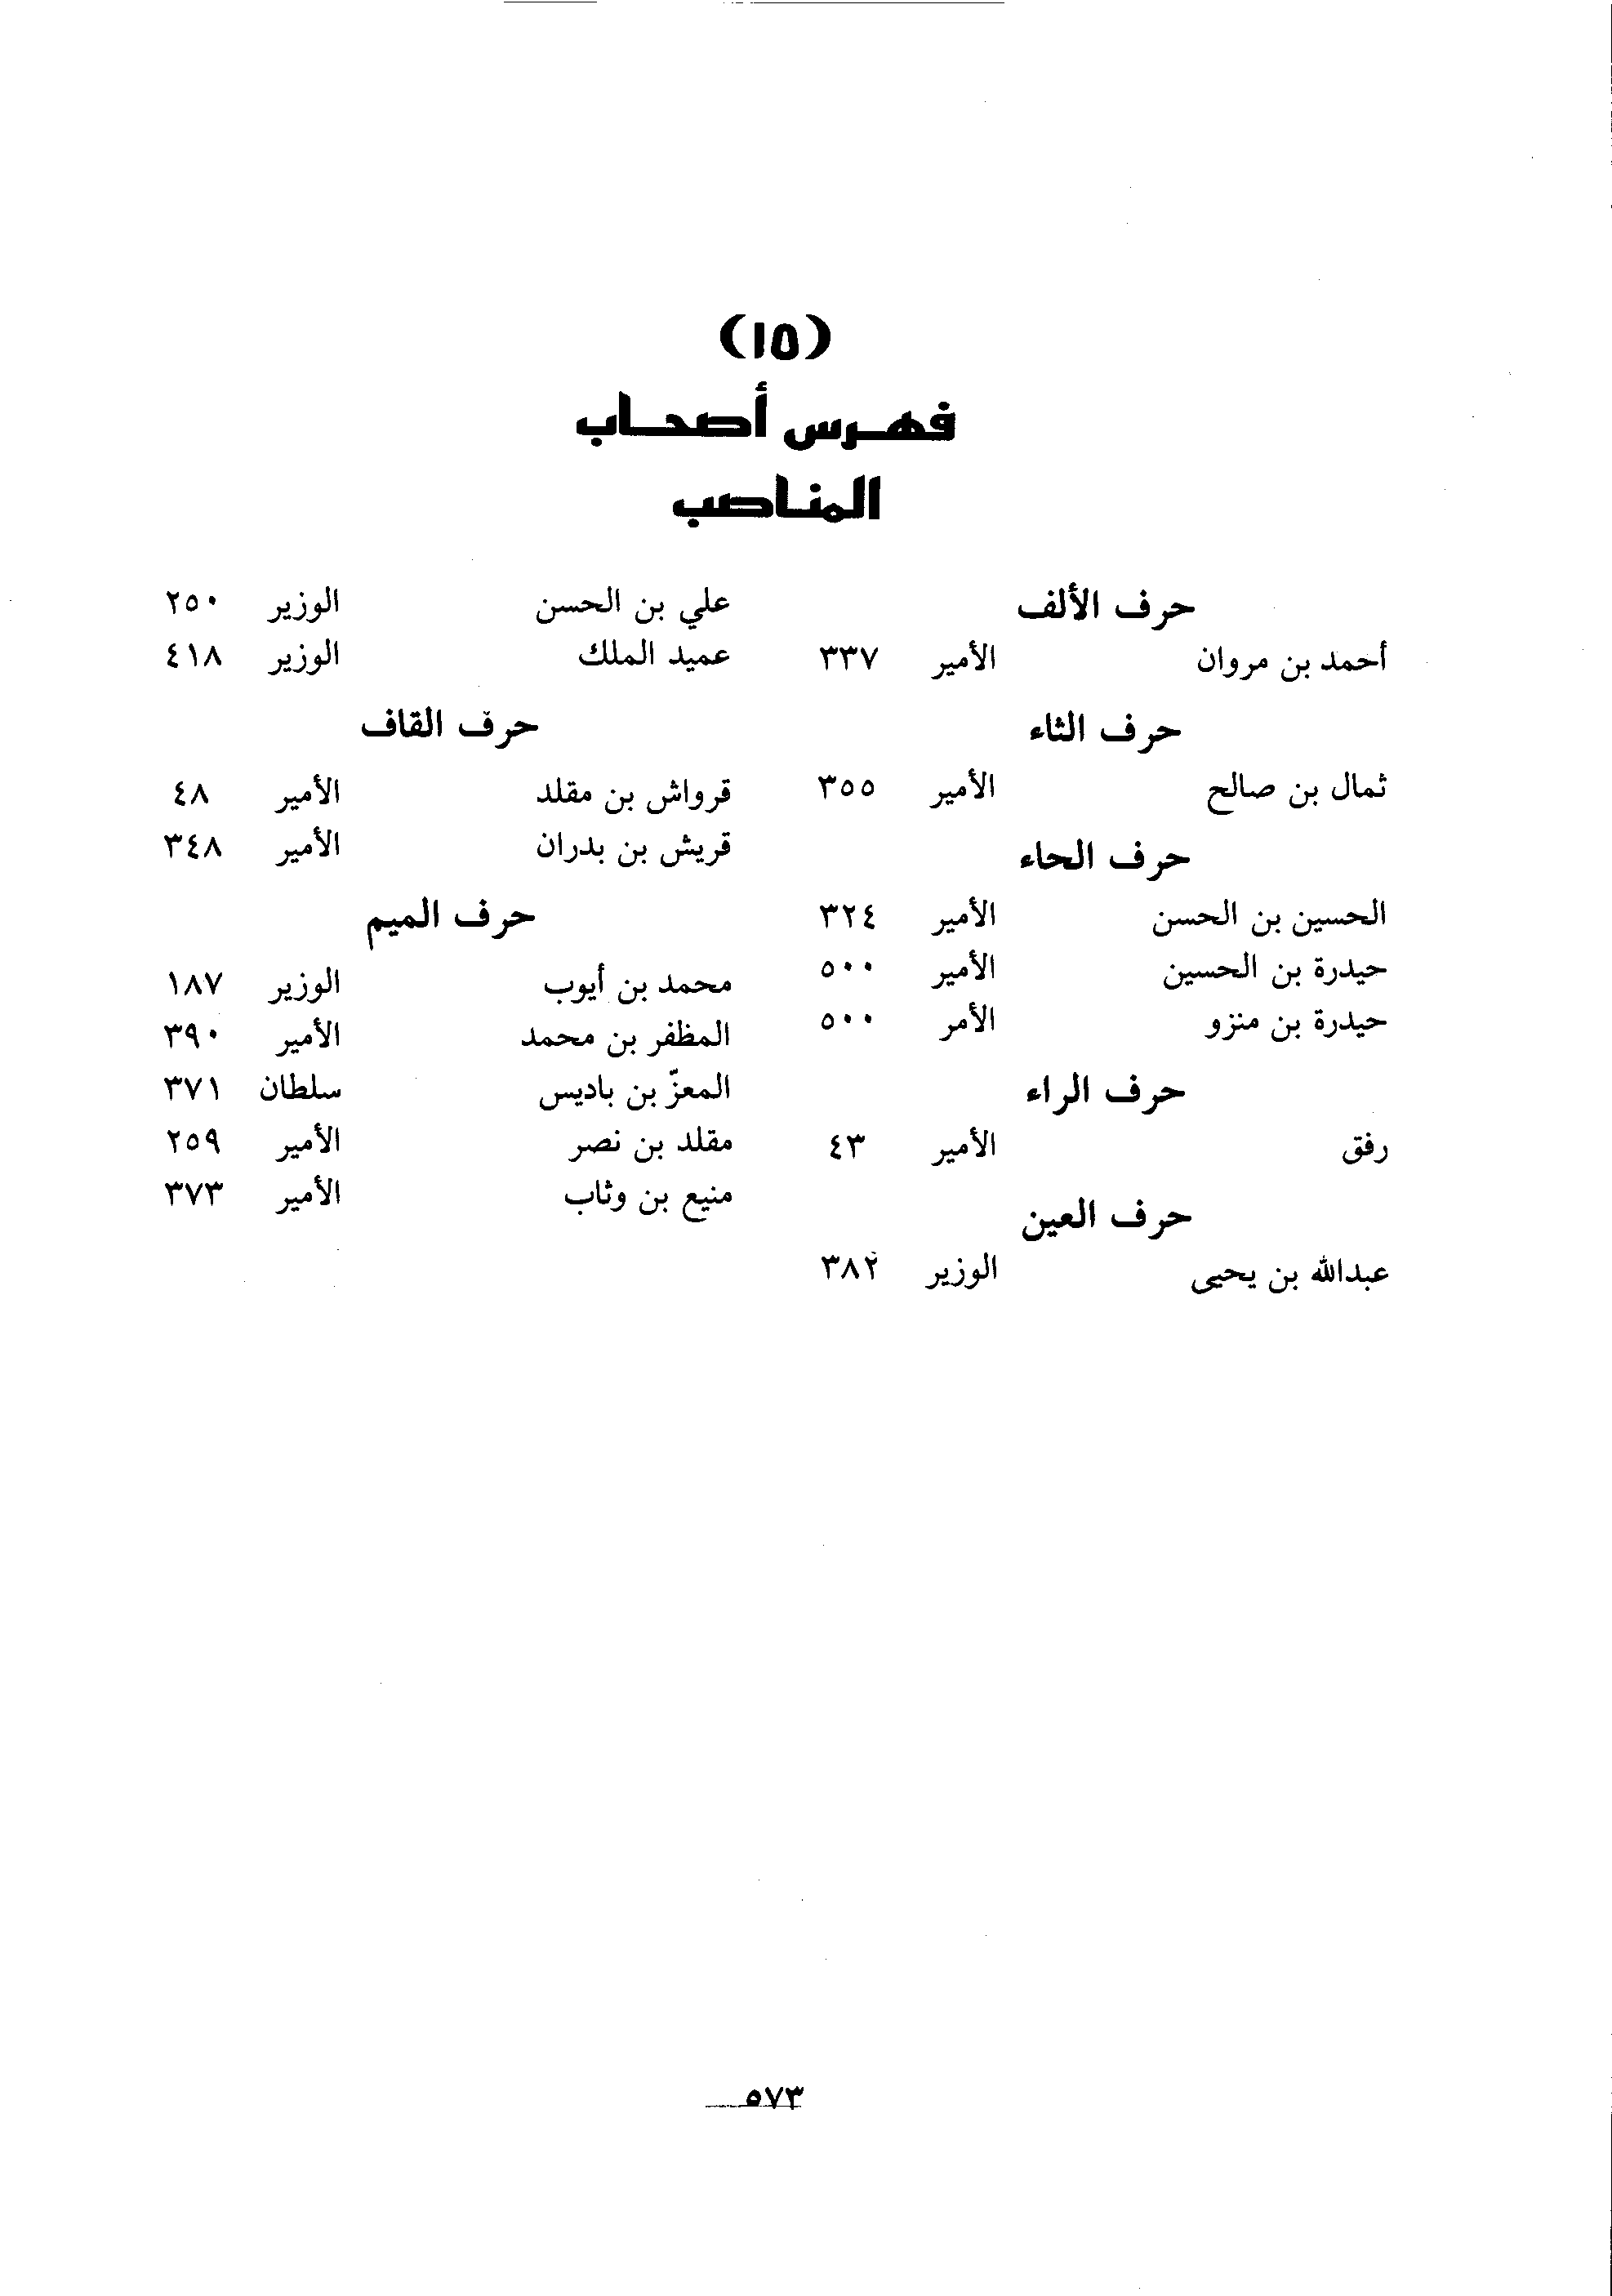 (١٥)
فهرس أصحاب
المناصب
حرف الألف
أحمد بن مروان الأمير ٣٣٧
حرف الثاء
ثمال بن صالح الأمير ٣٥٥
حرف الحاء
الحسين بن الحسن الأمير ٣٢٤
حيدرة بن الحسين الأمير ٥٠٠
حيدرة بن منزو الأمر ٥٠٠
حرف الراء
رفق الأمير ٤٣
حرف العين
عبدالله بن يحيى الوزير ٣٨٢
علي بن الحسن الوزير ٢٥٠
عميد الملك الوزير ٤١٨
حرف القاف
قرواش بن مقلد الأمير ٤٨
قريش بن بدران الأمير ٣٤٨
حرف الميم
محمد بن أيوب الوزير ١٨٧
المظفر بن محمد الأمير ٣٩٠
المعزّ بن باديس سلطان ٣٧١
مقلد بن نصر الأمير ٢٥٩
منيع بن وثاب الأمير ٣٧٣
٥٧٣